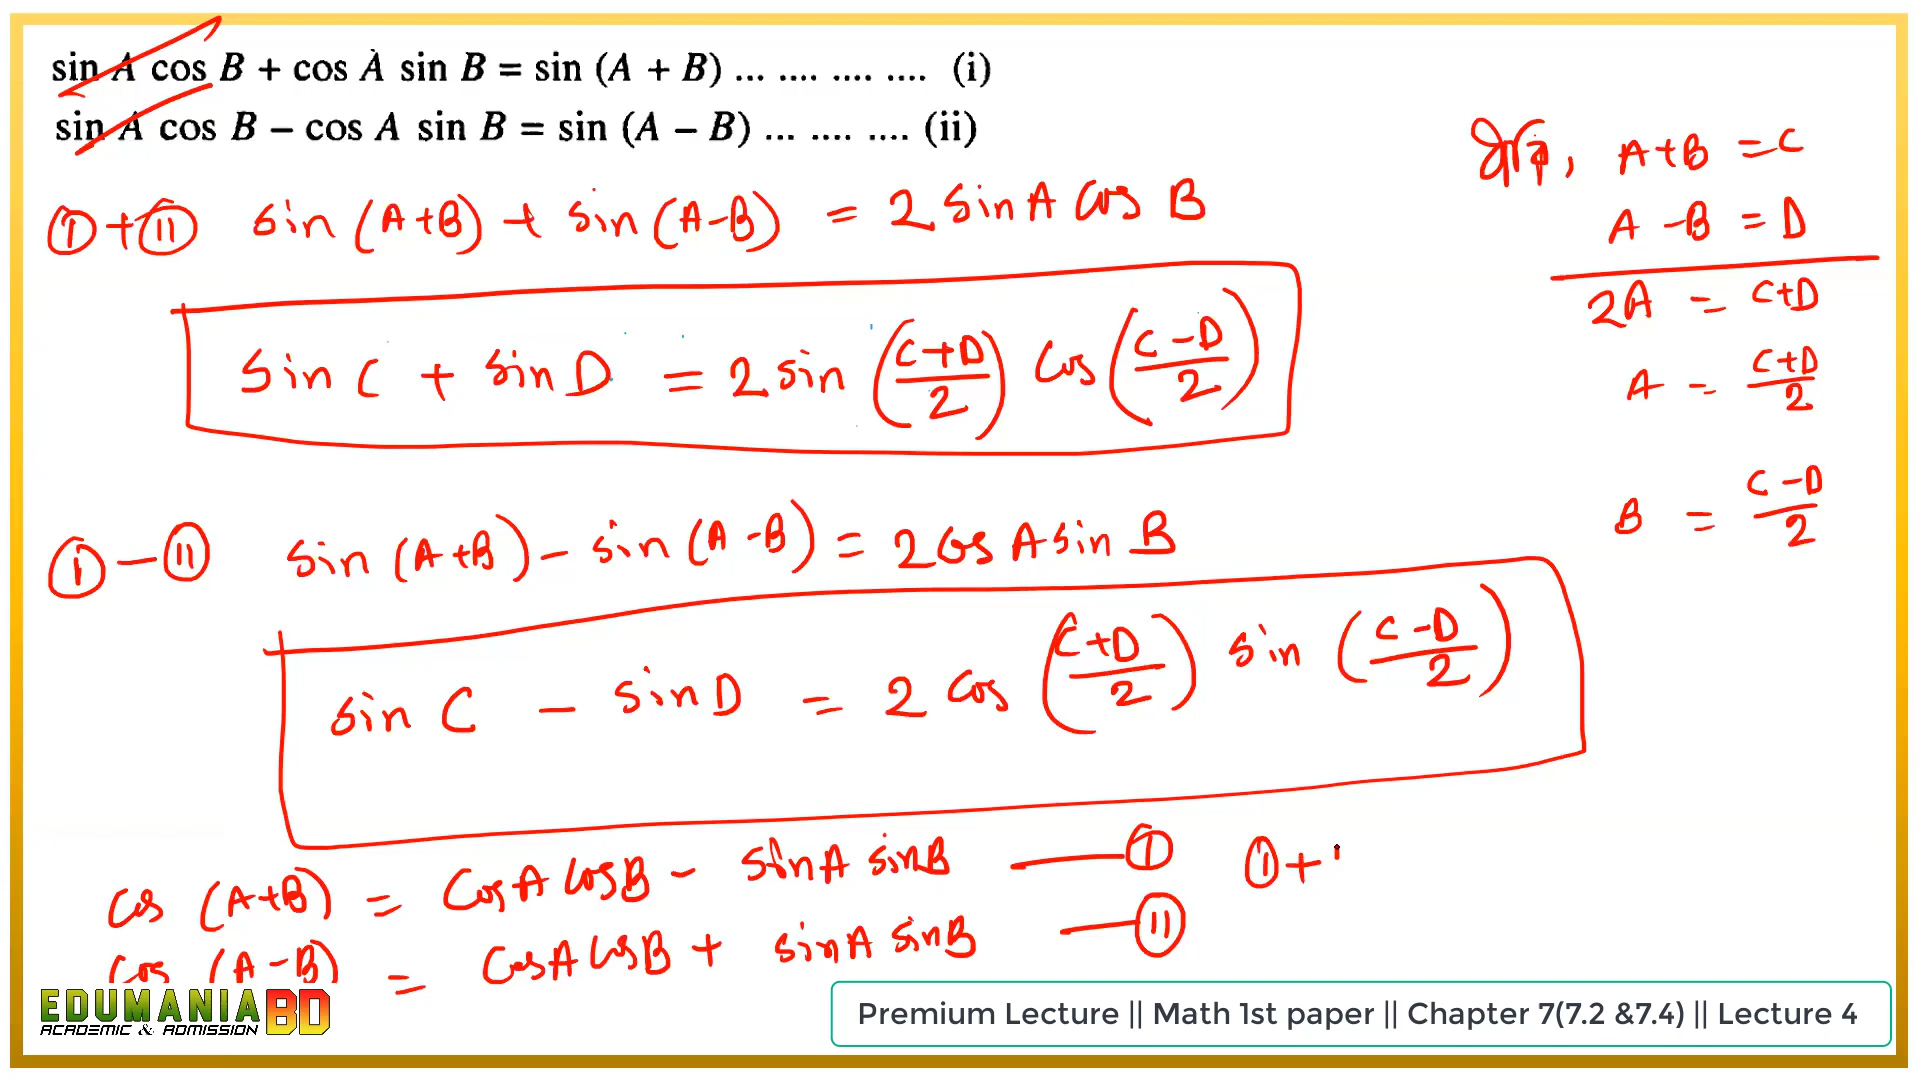 sin A cos B + cos A sin B = sin (A + B) ... .... .... .... (i)
sin A cos B – cos A sin B = sin (A – B) ... .... .... (ii)
ধরি, A+B = C
A – B = D
2A = C+D
A = (C+D)/2
B = (C–D)/2
(i)+(ii) sin (A+B) + sin (A–B) = 2 sin A cos B
sin C + sin D = 2 sin ((C+D)/2) cos ((C–D)/2)
(i)–(ii) sin (A+B) – sin (A–B) = 2 cos A sin B
sin C – sin D = 2 cos ((C+D)/2) sin ((C–D)/2)
cos (A+B) = cos A cos B – sin A sin B —— (i) (i)+
cos (A–B) = cos A cos B + sin A sin B —— (ii)
EDUMANIA BD
ACADEMIC & ADMISSION
Premium Lecture || Math 1st paper || Chapter 7(7.2 &7.4) || Lecture 4